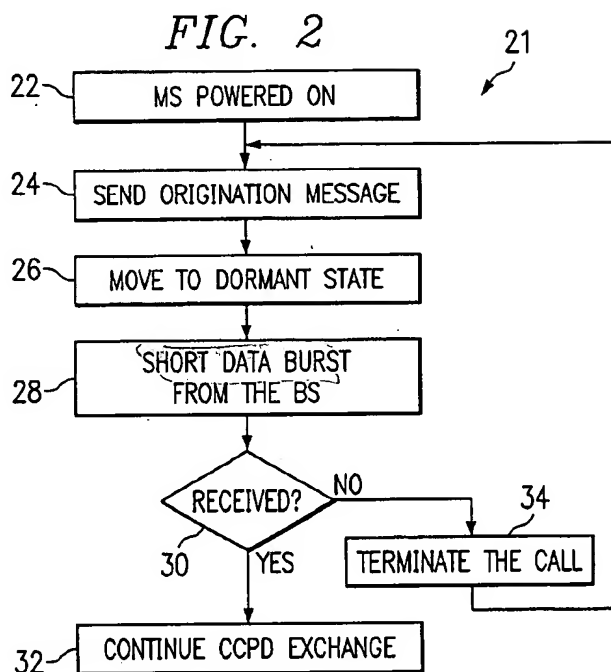 FIG. 2
21
22
MS POWERED ON
24
SEND ORIGINATION MESSAGE
26
MOVE TO DORMANT STATE
28
SHORT DATA BURST
FROM THE BS
RECEIVED?
NO
30
YES
34
TERMINATE THE CALL
32
CONTINUE CCPD EXCHANGE